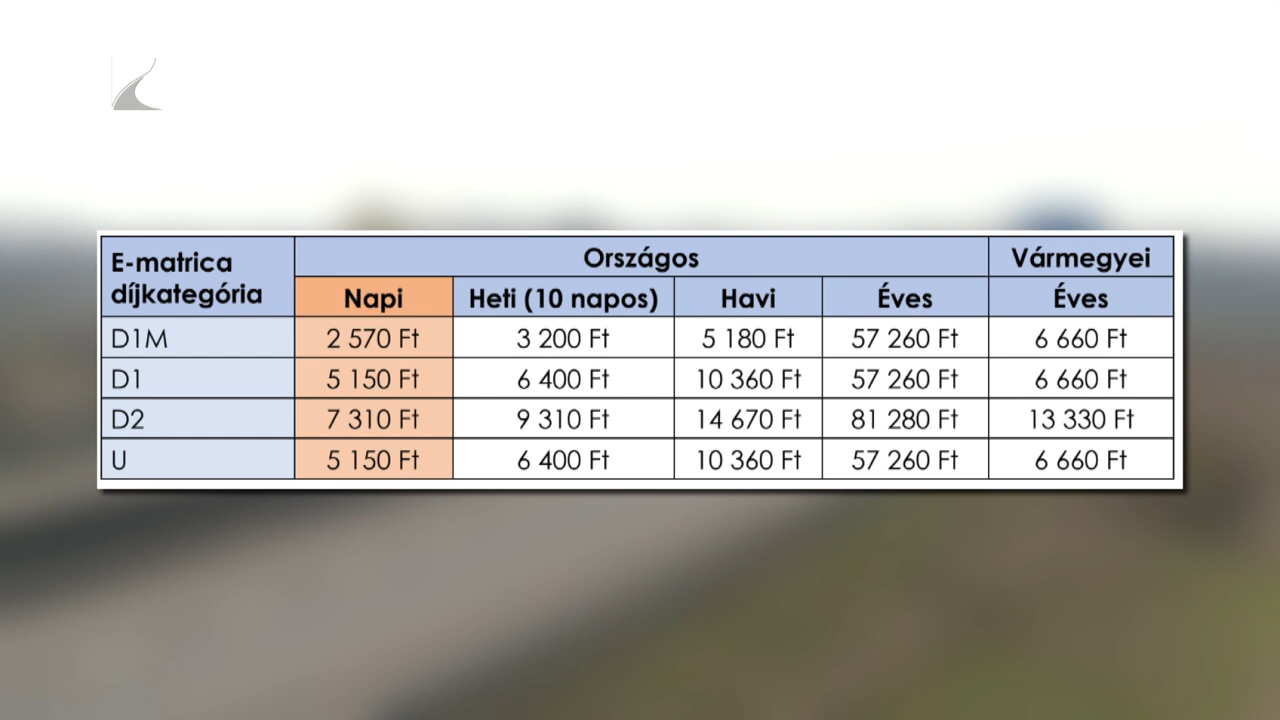 E-matrica díjkategória Országos Vármegyei
Napi Heti (10 napos) Havi Éves Éves
D1M 2 570 Ft 3 200 Ft 5 180 Ft 57 260 Ft 6 660 Ft
D1 5 150 Ft 6 400 Ft 10 360 Ft 57 260 Ft 6 660 Ft
D2 7 310 Ft 9 310 Ft 14 670 Ft 81 280 Ft 13 330 Ft
U 5 150 Ft 6 400 Ft 10 360 Ft 57 260 Ft 6 660 Ft